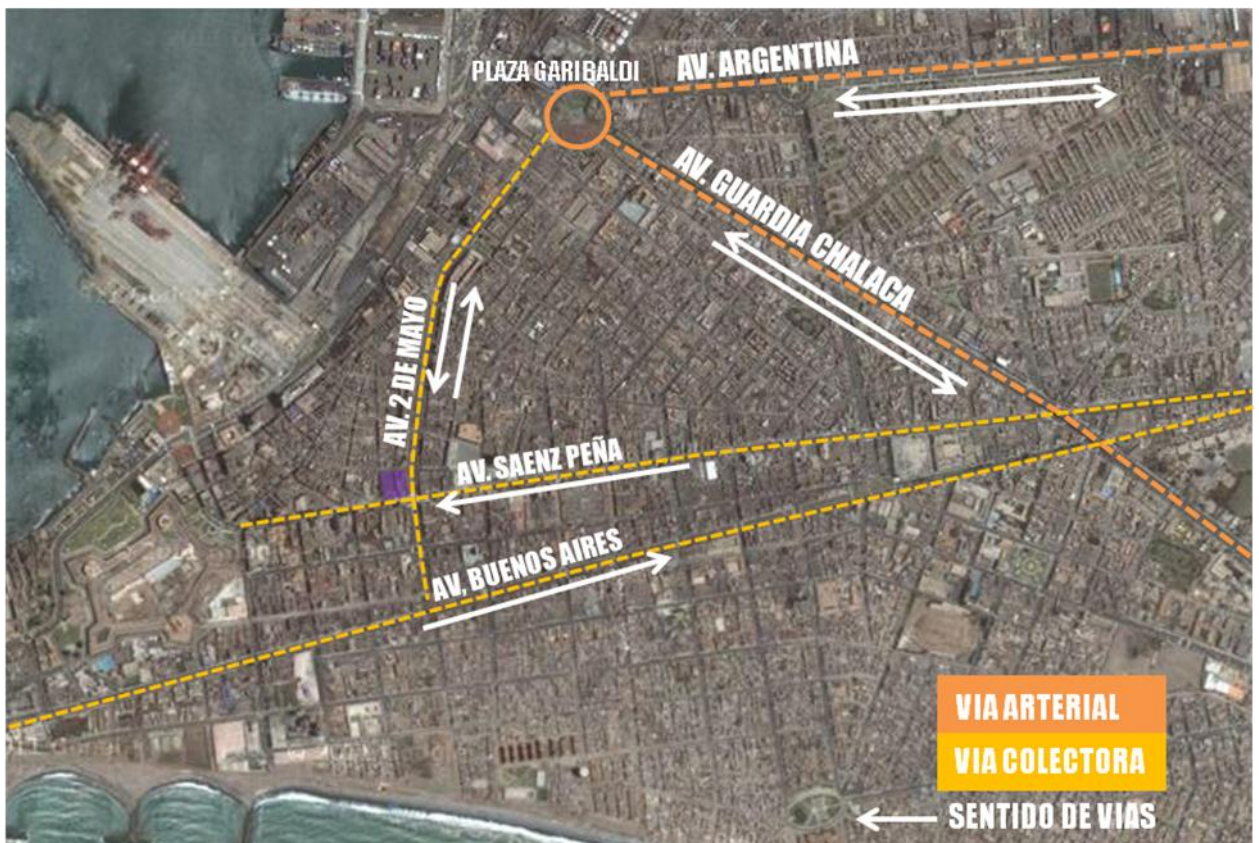 PLAZA GARIBALDI
AV. ARGENTINA
AV. GUARDIA CHALACA
AV. 2 DE MAYO
AV. SAENZ PEÑA
AV, BUENOS AIRES
VIA ARTERIAL
VIA COLECTORA
SENTIDO DE VIAS